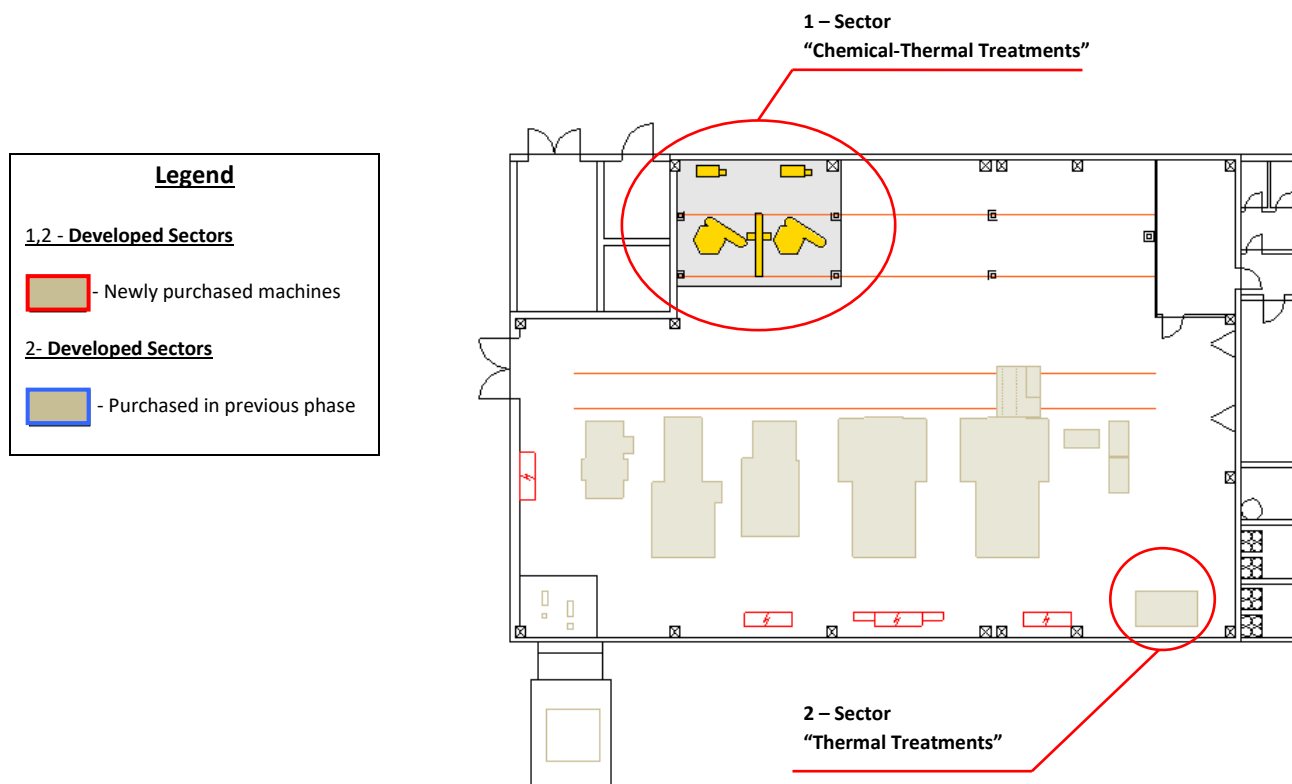 1 – Sector
“Chemical-Thermal Treatments”
Legend
1,2 - Developed Sectors
- Newly purchased machines
2- Developed Sectors
- Purchased in previous phase
2 – Sector
“Thermal Treatments”